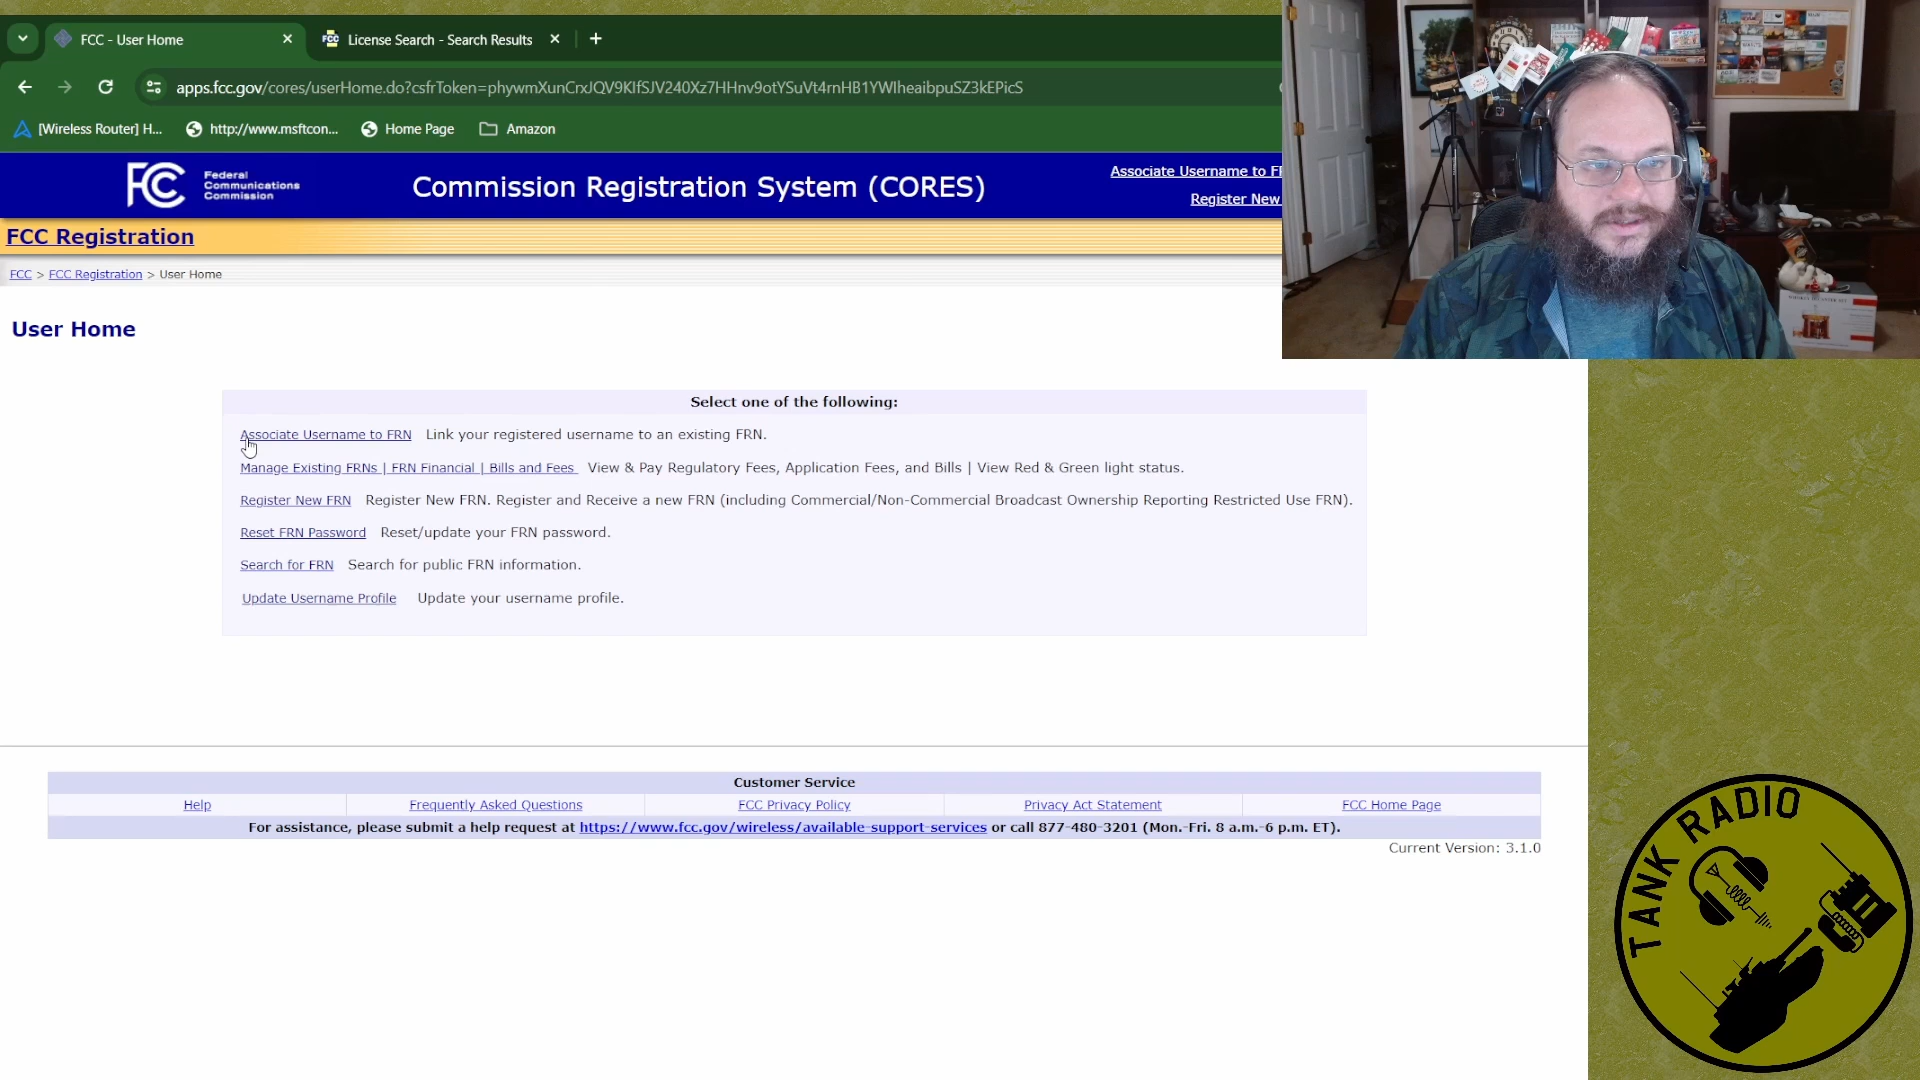 FCC - User Home
License Search - Search Results
apps.fcc.gov/cores/userHome.do?csfrToken=phywmXunCrxJQV9KIfSJV240Xz7HHnv9otYSuVt4rnHB1YWIheaibpuSZ3kEPicS
[Wireless Router] H...
http://www.msftcon...
Home Page
Amazon
FCC Federal Communications Commission
Commission Registration System (CORES)
Associate Username to FR
Register New
FCC Registration
FCC > FCC Registration > User Home
User Home
Select one of the following:
Associate Username to FRN Link your registered username to an existing FRN.
Manage Existing FRNs | FRN Financial | Bills and Fees View & Pay Regulatory Fees, Application Fees, and Bills | View Red & Green light status.
Register New FRN Register New FRN. Register and Receive a new FRN (including Commercial/Non-Commercial Broadcast Ownership Reporting Restricted Use FRN).
Reset FRN Password Reset/update your FRN password.
Search for FRN Search for public FRN information.
Update Username Profile Update your username profile.
Customer Service
Help
Frequently Asked Questions
FCC Privacy Policy
Privacy Act Statement
FCC Home Page
For assistance, please submit a help request at https://www.fcc.gov/wireless/available-support-services or call 877-480-3201 (Mon.-Fri. 8 a.m.-6 p.m. ET).
Current Version: 3.1.0
TANK RADIO